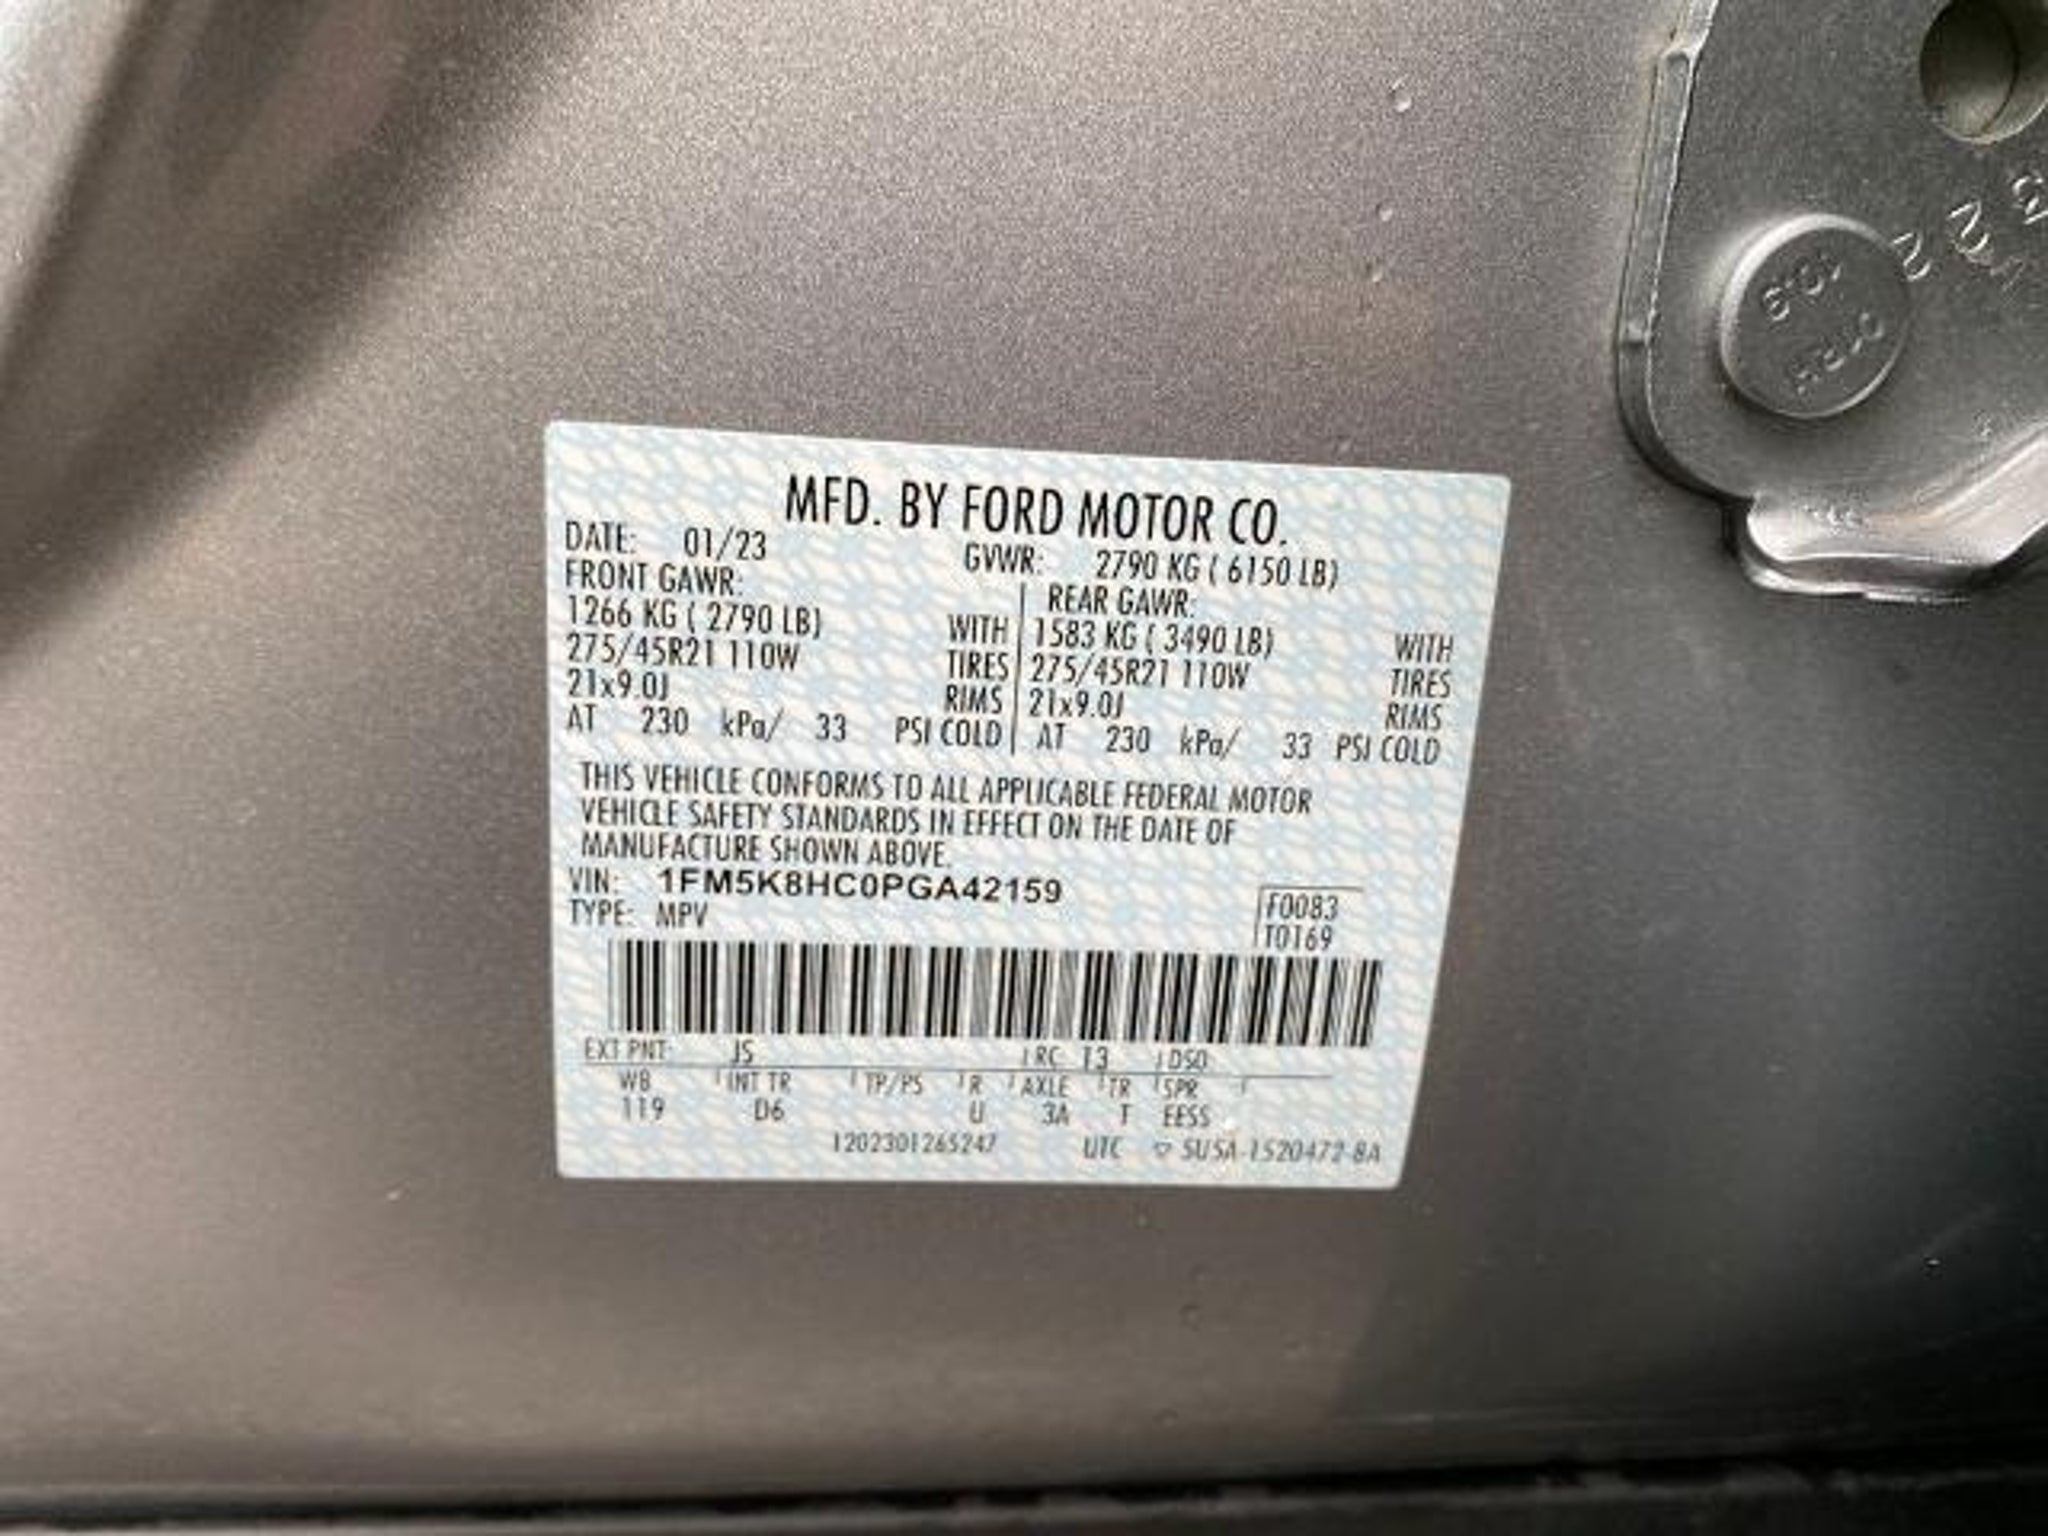 MFD. BY FORD MOTOR CO.
DATE: 01/23 GVWR: 2790 KG ( 6150 LB)
FRONT GAWR: REAR GAWR:
1266 KG ( 2790 LB) WITH 1583 KG ( 3490 LB) WITH
275/45R21 110W TIRES 275/45R21 110W TIRES
21x9.0J RIMS 21x9.0J RIMS
AT 230 kPa/ 33 PSI COLD AT 230 kPa/ 33 PSI COLD
THIS VEHICLE CONFORMS TO ALL APPLICABLE FEDERAL MOTOR
VEHICLE SAFETY STANDARDS IN EFFECT ON THE DATE OF
MANUFACTURE SHOWN ABOVE.
VIN: 1FM5K8HC0PGA42159
TYPE: MPV
F0083
T0169
EXT PNT: JS RC 13 DSO
WB INT TR TP/PS R AXLE TR SPR
119 D6 U 3A T EESS
1202301265247 UTC 5U5A-1520472-BA
10.9